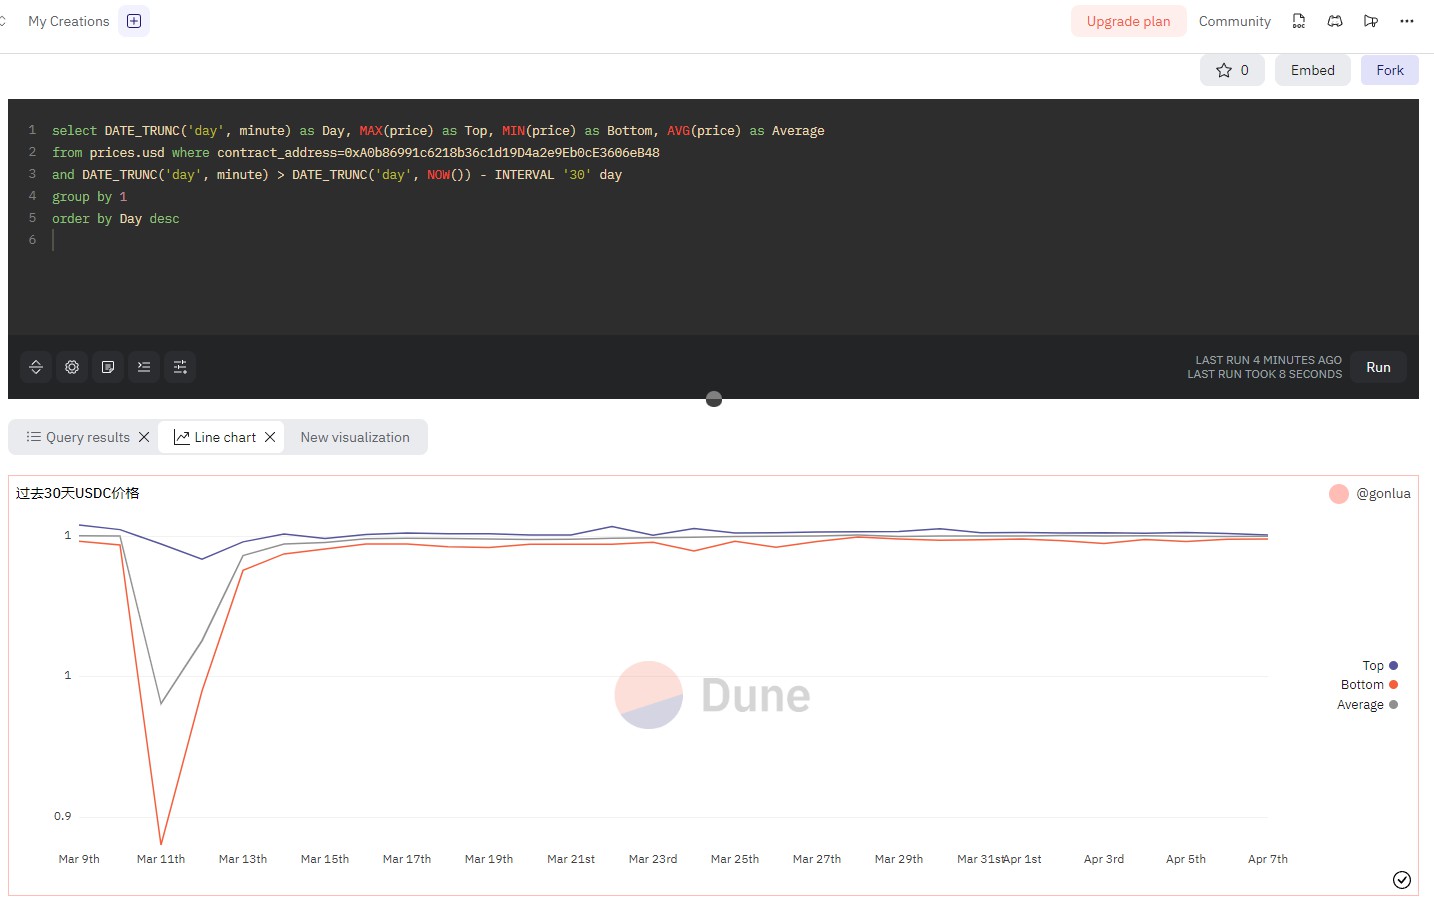 My Creations
Upgrade plan
Community
DOC
0
Embed
Fork
1 select DATE_TRUNC('day', minute) as Day, MAX(price) as Top, MIN(price) as Bottom, AVG(price) as Average
2 from prices.usd where contract_address=0xA0b86991c6218b36c1d19D4a2e9Eb0cE3606eB48
3 and DATE_TRUNC('day', minute) > DATE_TRUNC('day', NOW()) - INTERVAL '30' day
4 group by 1
5 order by Day desc
6
LAST RUN 4 MINUTES AGO
LAST RUN TOOK 8 SECONDS
Run
Query results
Line chart
New visualization
过去30天USDC价格
@gonlua
1
1
0.9
Dune
Top
Bottom
Average
Mar 9th Mar 11th Mar 13th Mar 15th Mar 17th Mar 19th Mar 21st Mar 23rd Mar 25th Mar 27th Mar 29th Mar 31st Apr 1st Apr 3rd Apr 5th Apr 7th